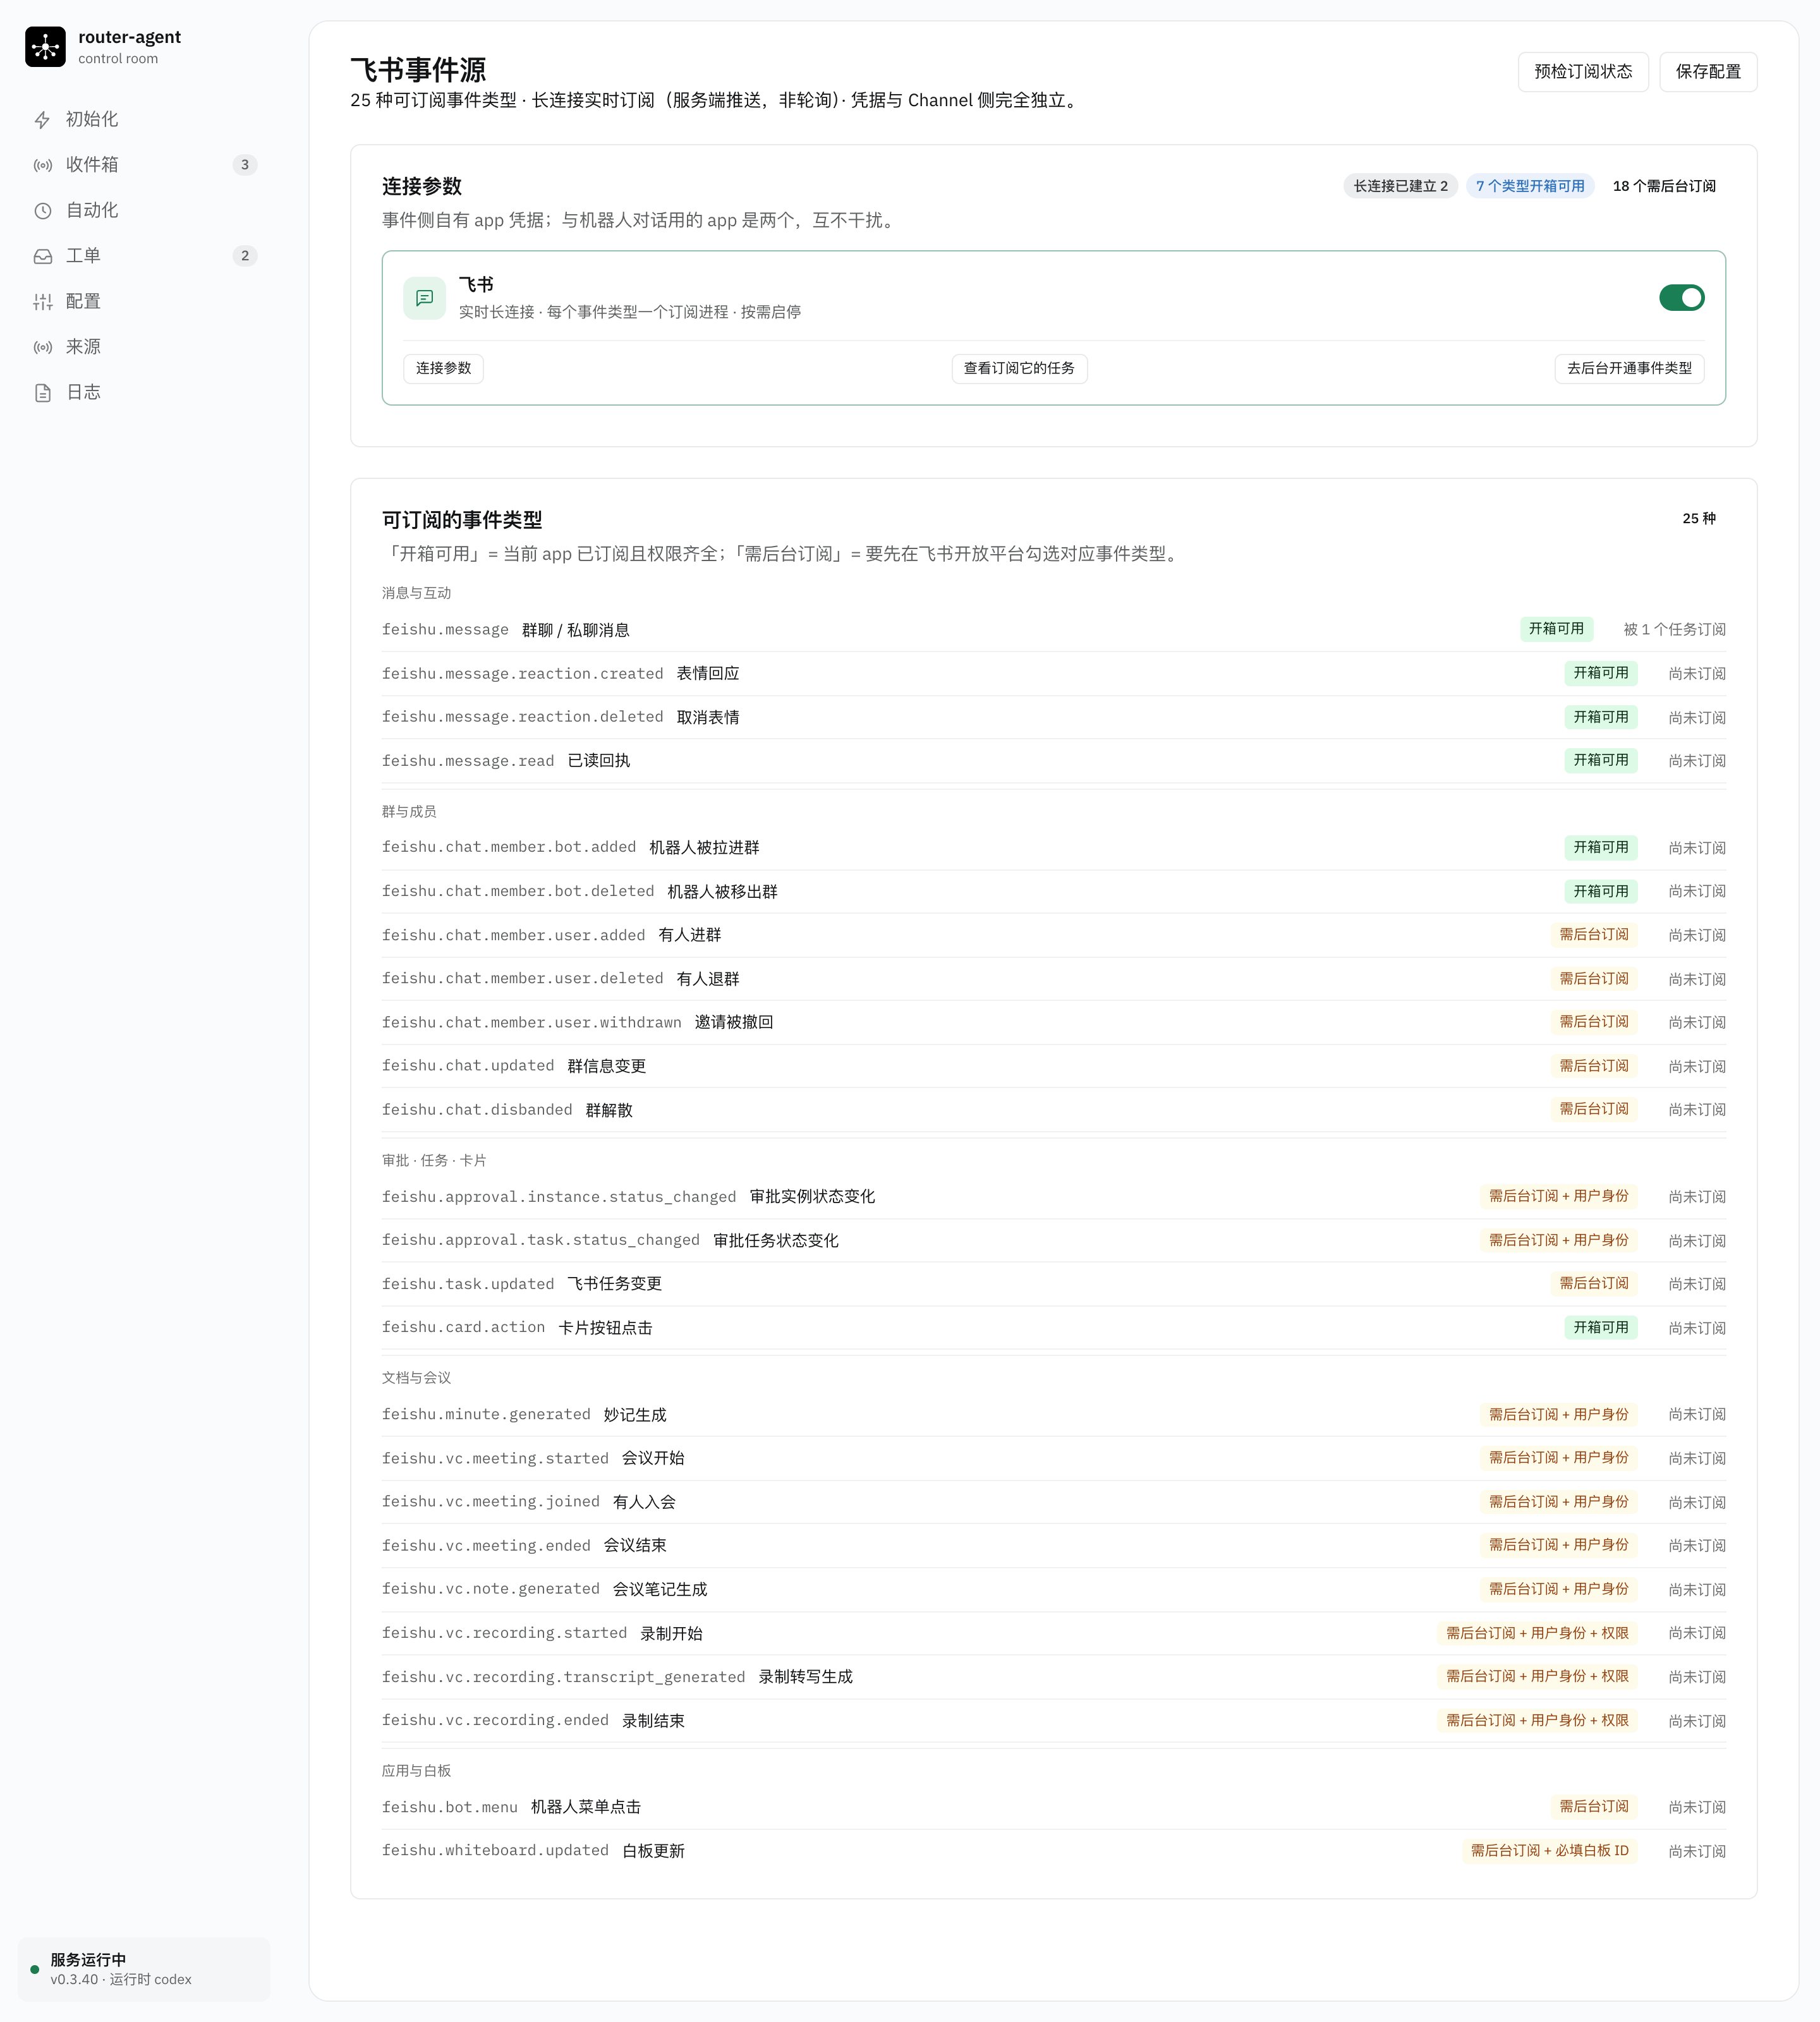 router-agent
control room
初始化
收件箱 3
自动化
工单 2
配置
来源
日志
服务运行中
v0.3.40 · 运行时 codex
飞书事件源
25 种可订阅事件类型 · 长连接实时订阅（服务端推送，非轮询）· 凭据与 Channel 侧完全独立。
预检订阅状态 保存配置
连接参数 长连接已建立 2 7 个类型开箱可用 18 个需后台订阅
事件侧自有 app 凭据；与机器人对话用的 app 是两个，互不干扰。
飞书
实时长连接 · 每个事件类型一个订阅进程 · 按需启停
连接参数 查看订阅它的任务 去后台开通事件类型
可订阅的事件类型 25 种
「开箱可用」= 当前 app 已订阅且权限齐全；「需后台订阅」= 要先在飞书开放平台勾选对应事件类型。
消息与互动
feishu.message 群聊 / 私聊消息 开箱可用 被 1 个任务订阅
feishu.message.reaction.created 表情回应 开箱可用 尚未订阅
feishu.message.reaction.deleted 取消表情 开箱可用 尚未订阅
feishu.message.read 已读回执 开箱可用 尚未订阅
群与成员
feishu.chat.member.bot.added 机器人被拉进群 开箱可用 尚未订阅
feishu.chat.member.bot.deleted 机器人被移出群 开箱可用 尚未订阅
feishu.chat.member.user.added 有人进群 需后台订阅 尚未订阅
feishu.chat.member.user.deleted 有人退群 需后台订阅 尚未订阅
feishu.chat.member.user.withdrawn 邀请被撤回 需后台订阅 尚未订阅
feishu.chat.updated 群信息变更 需后台订阅 尚未订阅
feishu.chat.disbanded 群解散 需后台订阅 尚未订阅
审批 · 任务 · 卡片
feishu.approval.instance.status_changed 审批实例状态变化 需后台订阅 + 用户身份 尚未订阅
feishu.approval.task.status_changed 审批任务状态变化 需后台订阅 + 用户身份 尚未订阅
feishu.task.updated 飞书任务变更 需后台订阅 尚未订阅
feishu.card.action 卡片按钮点击 开箱可用 尚未订阅
文档与会议
feishu.minute.generated 妙记生成 需后台订阅 + 用户身份 尚未订阅
feishu.vc.meeting.started 会议开始 需后台订阅 + 用户身份 尚未订阅
feishu.vc.meeting.joined 有人入会 需后台订阅 + 用户身份 尚未订阅
feishu.vc.meeting.ended 会议结束 需后台订阅 + 用户身份 尚未订阅
feishu.vc.note.generated 会议笔记生成 需后台订阅 + 用户身份 尚未订阅
feishu.vc.recording.started 录制开始 需后台订阅 + 用户身份 + 权限 尚未订阅
feishu.vc.recording.transcript_generated 录制转写生成 需后台订阅 + 用户身份 + 权限 尚未订阅
feishu.vc.recording.ended 录制结束 需后台订阅 + 用户身份 + 权限 尚未订阅
应用与白板
feishu.bot.menu 机器人菜单点击 需后台订阅 尚未订阅
feishu.whiteboard.updated 白板更新 需后台订阅 + 必填白板 ID 尚未订阅